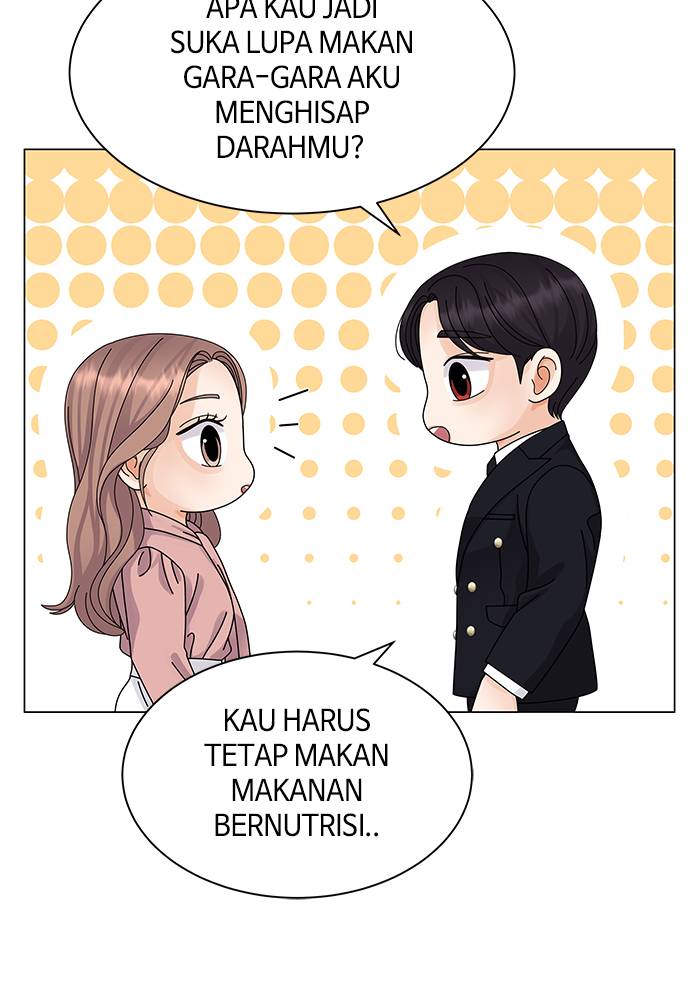 APA KAU JADI
SUKA LUPA MAKAN
GARA-GARA AKU
MENGHISAP
DARAHMU?
KAU HARUS
TETAP MAKAN
MAKANAN
BERNUTRISI..